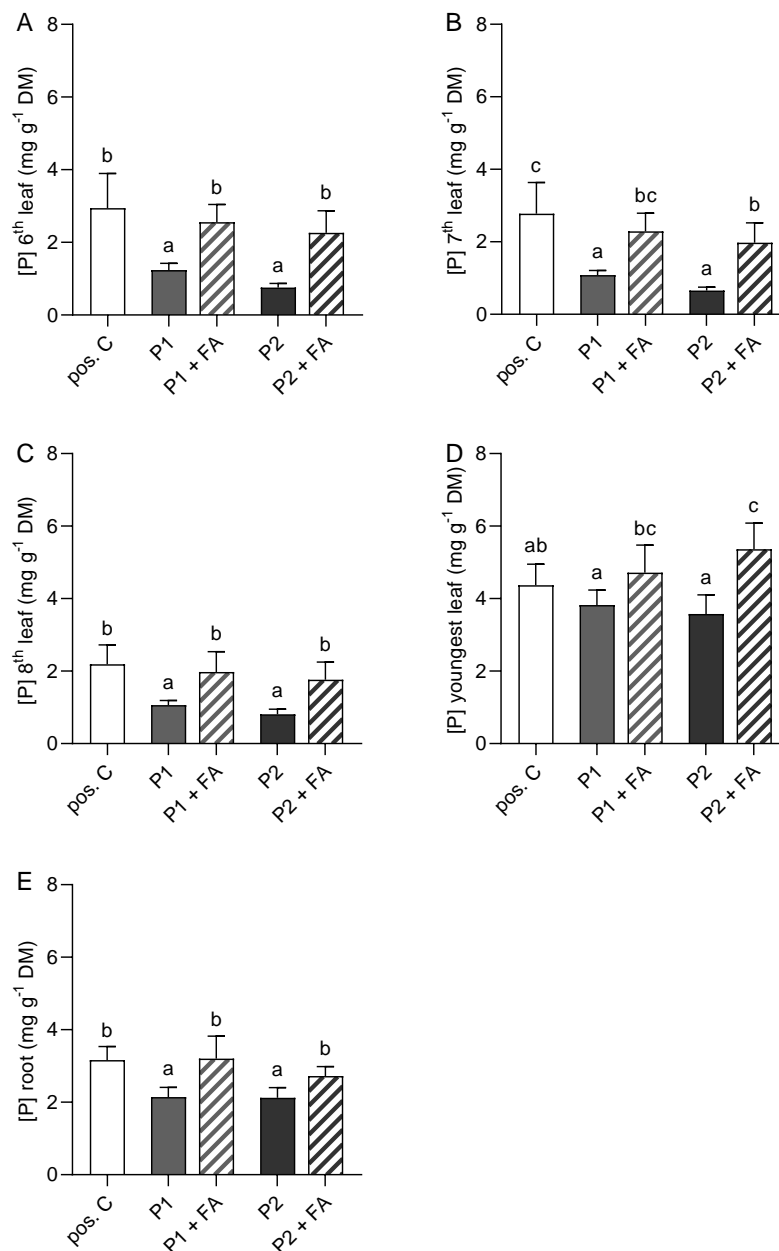 A
[P] 6th leaf (mg g-1 DM)
8
6
4
2
0
b
a
b
a
b
pos. C
P1
P1 + FA
P2
P2 + FA
B
[P] 7th leaf (mg g-1 DM)
8
6
4
2
0
c
a
bc
a
b
pos. C
P1
P1 + FA
P2
P2 + FA
C
[P] 8th leaf (mg g-1 DM)
8
6
4
2
0
b
a
b
a
b
pos. C
P1
P1 + FA
P2
P2 + FA
D
[P] youngest leaf (mg g-1 DM)
8
6
4
2
0
ab
a
bc
a
c
pos. C
P1
P1 + FA
P2
P2 + FA
E
[P] root (mg g-1 DM)
8
6
4
2
0
b
a
b
a
b
pos. C
P1
P1 + FA
P2
P2 + FA